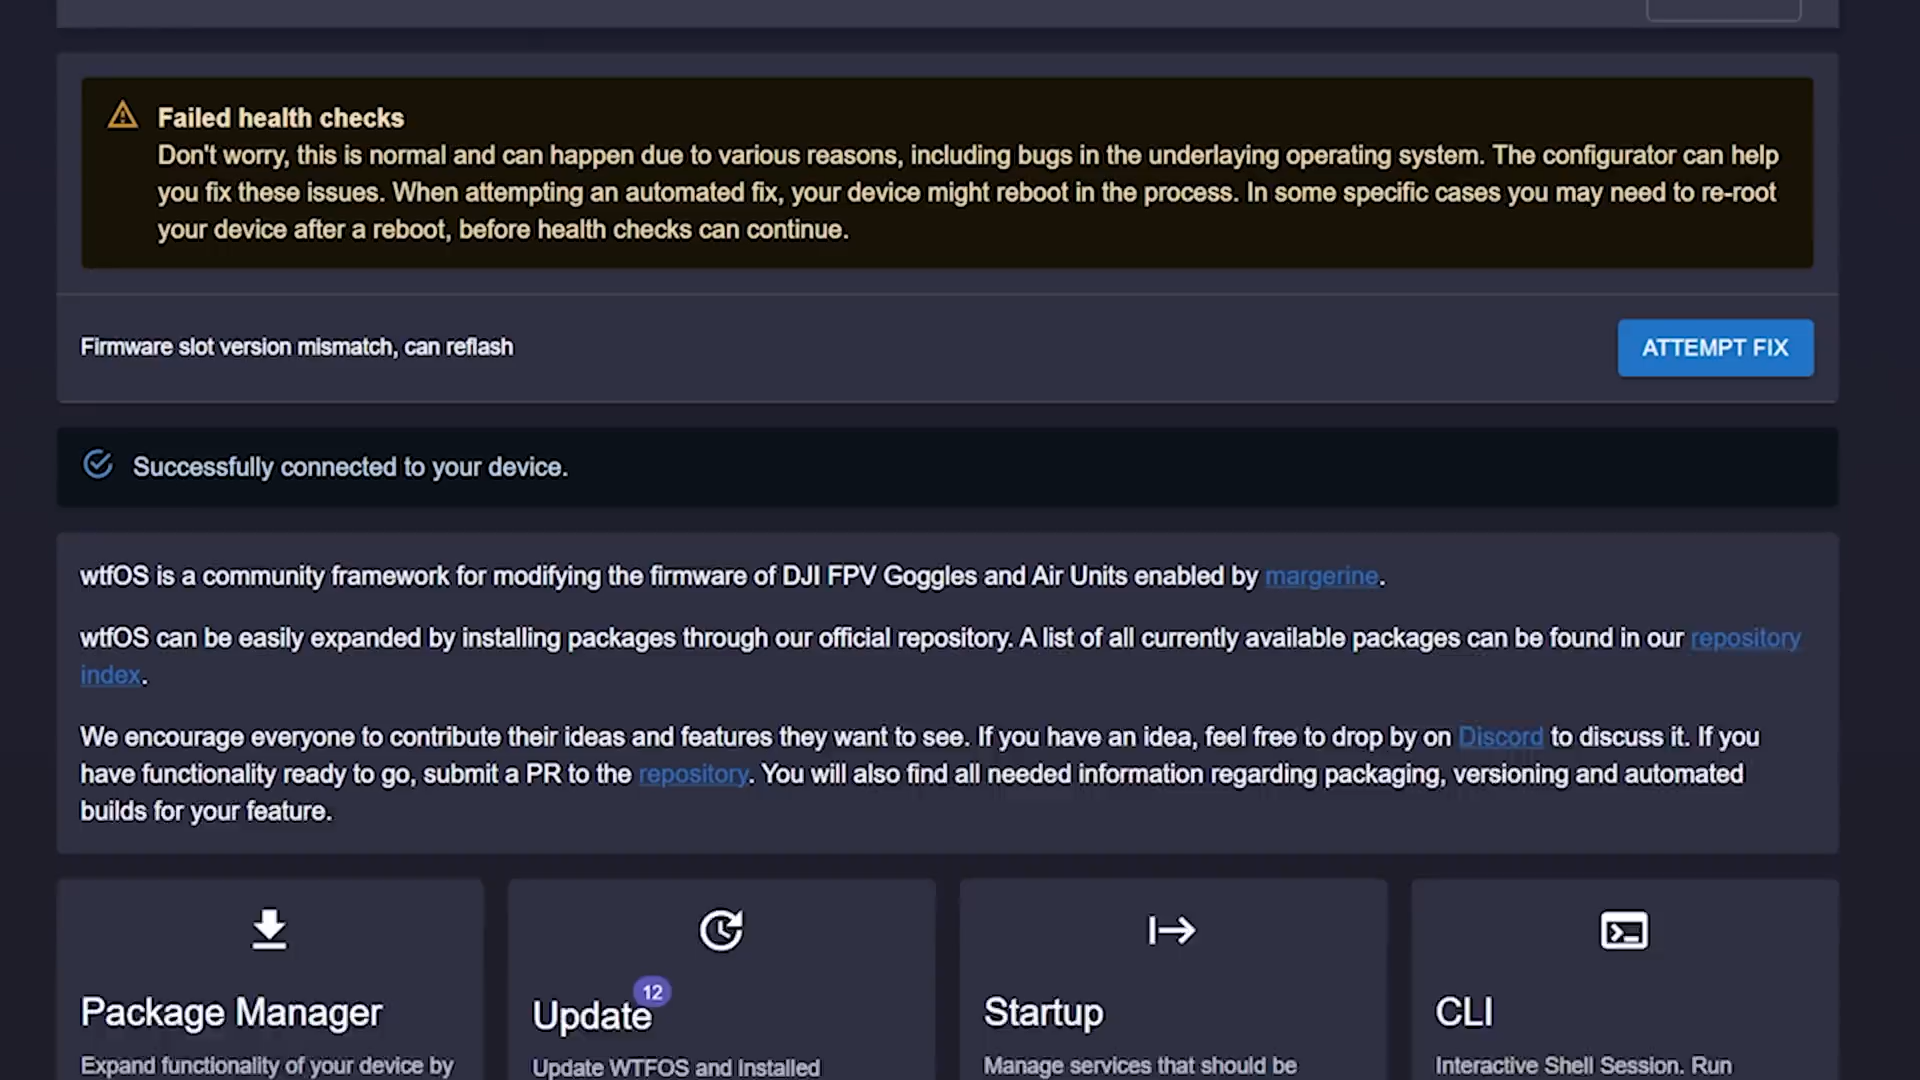 Failed health checks
Don't worry, this is normal and can happen due to various reasons, including bugs in the underlaying operating system. The configurator can help
you fix these issues. When attempting an automated fix, your device might reboot in the process. In some specific cases you may need to re-root
your device after a reboot, before health checks can continue.
Firmware slot version mismatch, can reflash
ATTEMPT FIX
Successfully connected to your device.
wtfOS is a community framework for modifying the firmware of DJI FPV Goggles and Air Units enabled by margerine.
wtfOS can be easily expanded by installing packages through our official repository. A list of all currently available packages can be found in our repository
index.
We encourage everyone to contribute their ideas and features they want to see. If you have an idea, feel free to drop by on Discord to discuss it. If you
have functionality ready to go, submit a PR to the repository. You will also find all needed information regarding packaging, versioning and automated
builds for your feature.
Package Manager
Expand functionality of your device by
12
Update
Update WTFOS and Installed
Startup
Manage services that should be
CLI
Interactive Shell Session. Run